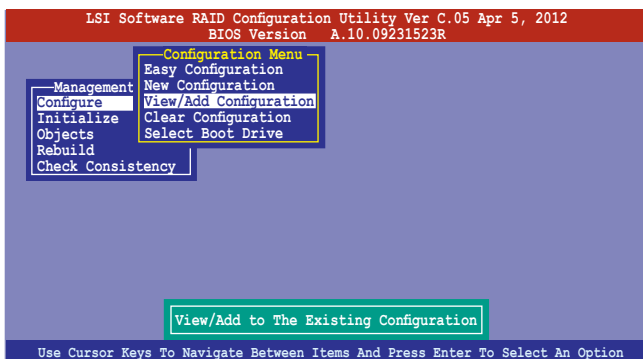 LSI Software RAID Configuration Utility Ver C.05 Apr 5, 2012
BIOS Version A.10.09231523R
Management
Configure
Initialize
Objects
Rebuild
Check Consistency
Configuration Menu
Easy Configuration
New Configuration
View/Add Configuration
Clear Configuration
Select Boot Drive
View/Add to The Existing Configuration
Use Cursor Keys To Navigate Between Items And Press Enter To Select An Option